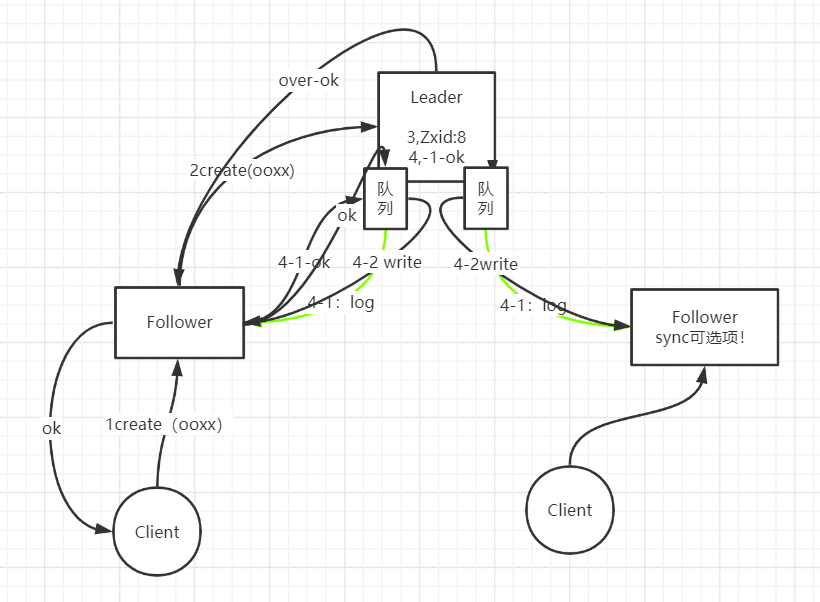 over-ok
Leader
3,Zxid:8
4,-1-ok
2create(ooxx)
队
列
队
列
ok
4-1-ok
4-2 write
4-2write
4-1：log
4-1：log
Follower
Follower
sync可选项！
ok
1create（ooxx）
Client
Client